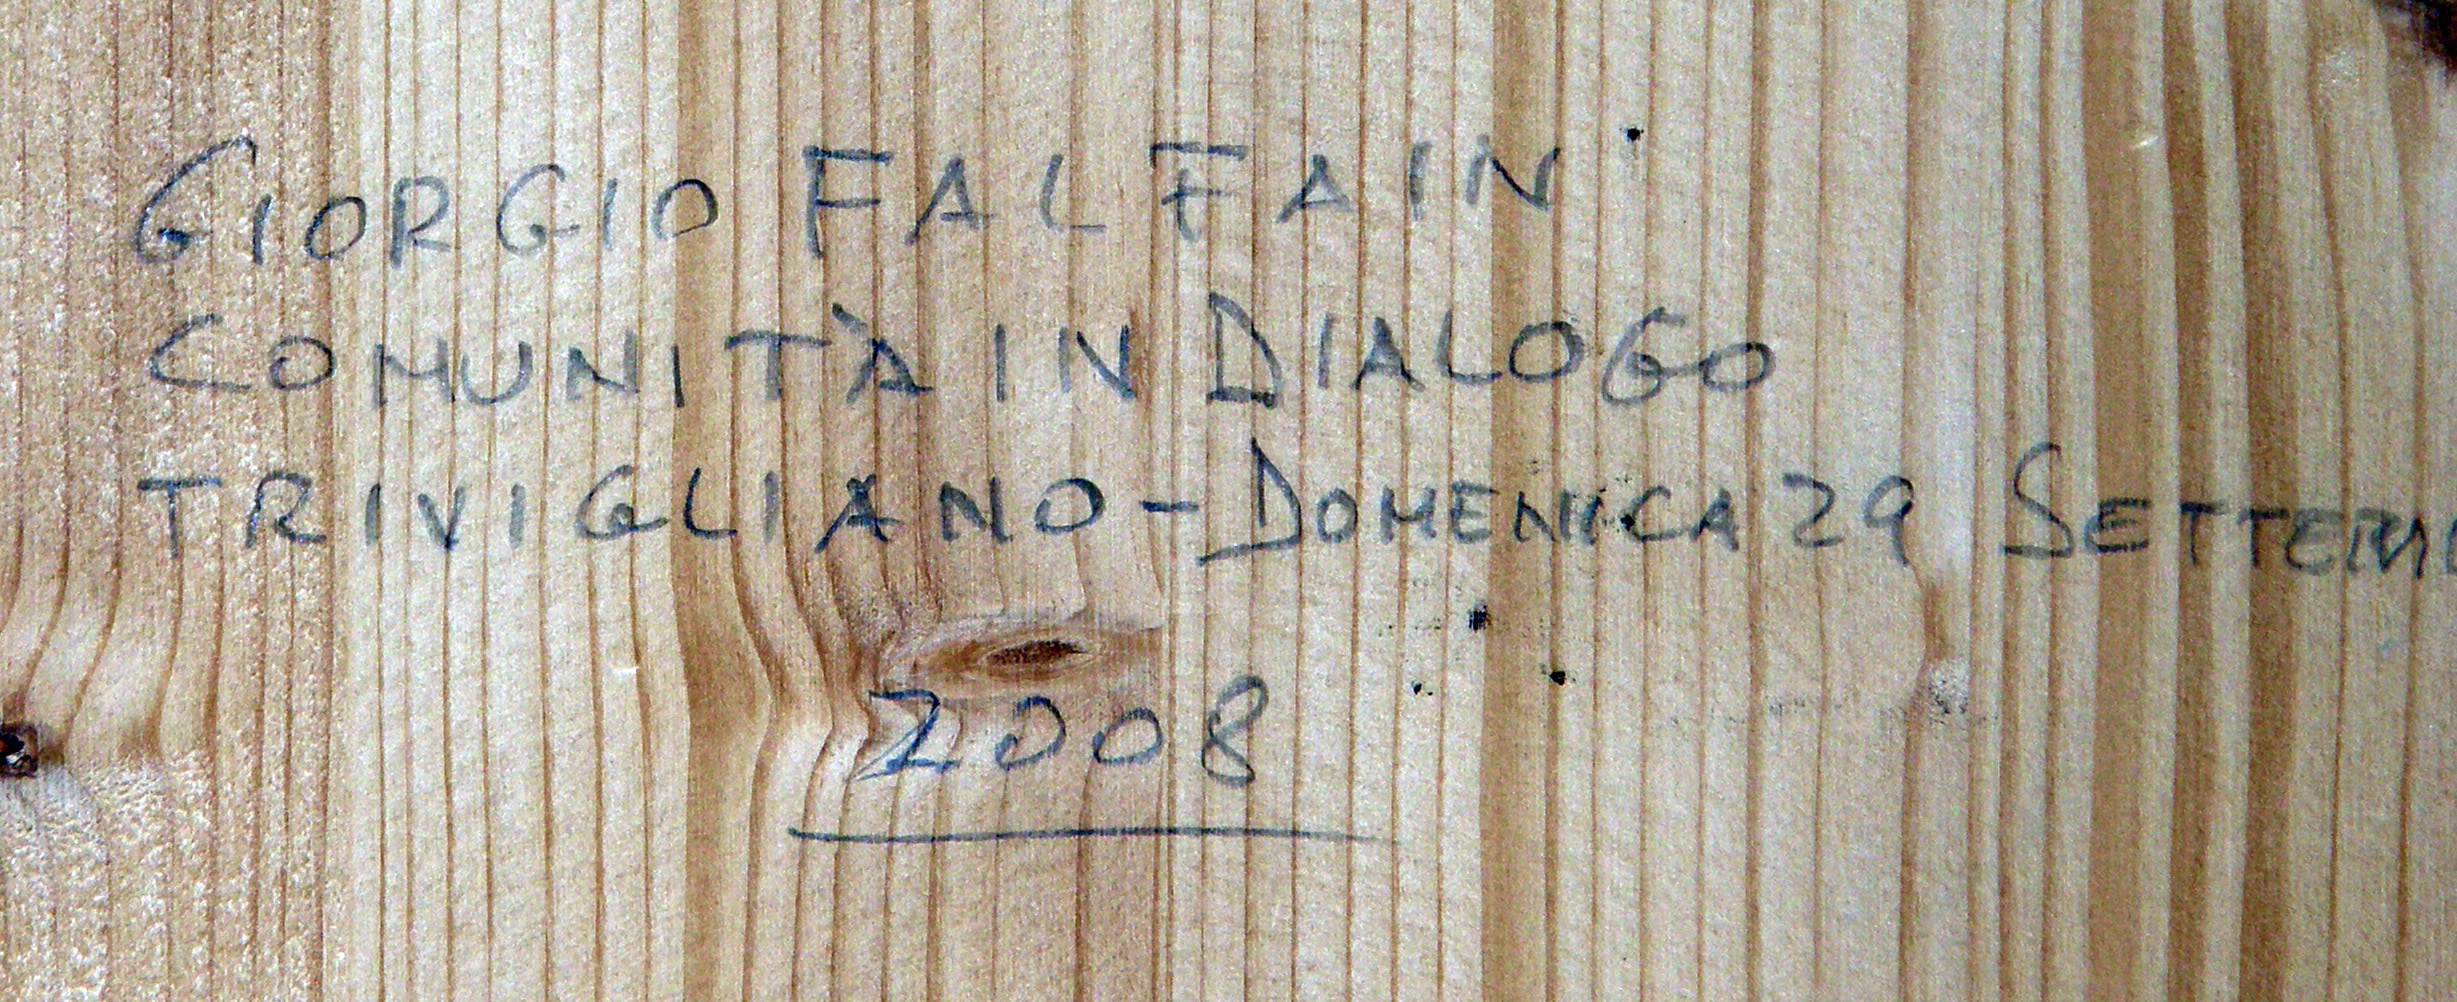 GIORGIO FALFAIN
COMUNITÀ IN DIALOGO
TRIVIGLIANO - DOMENICA 29 SETTEM
2008